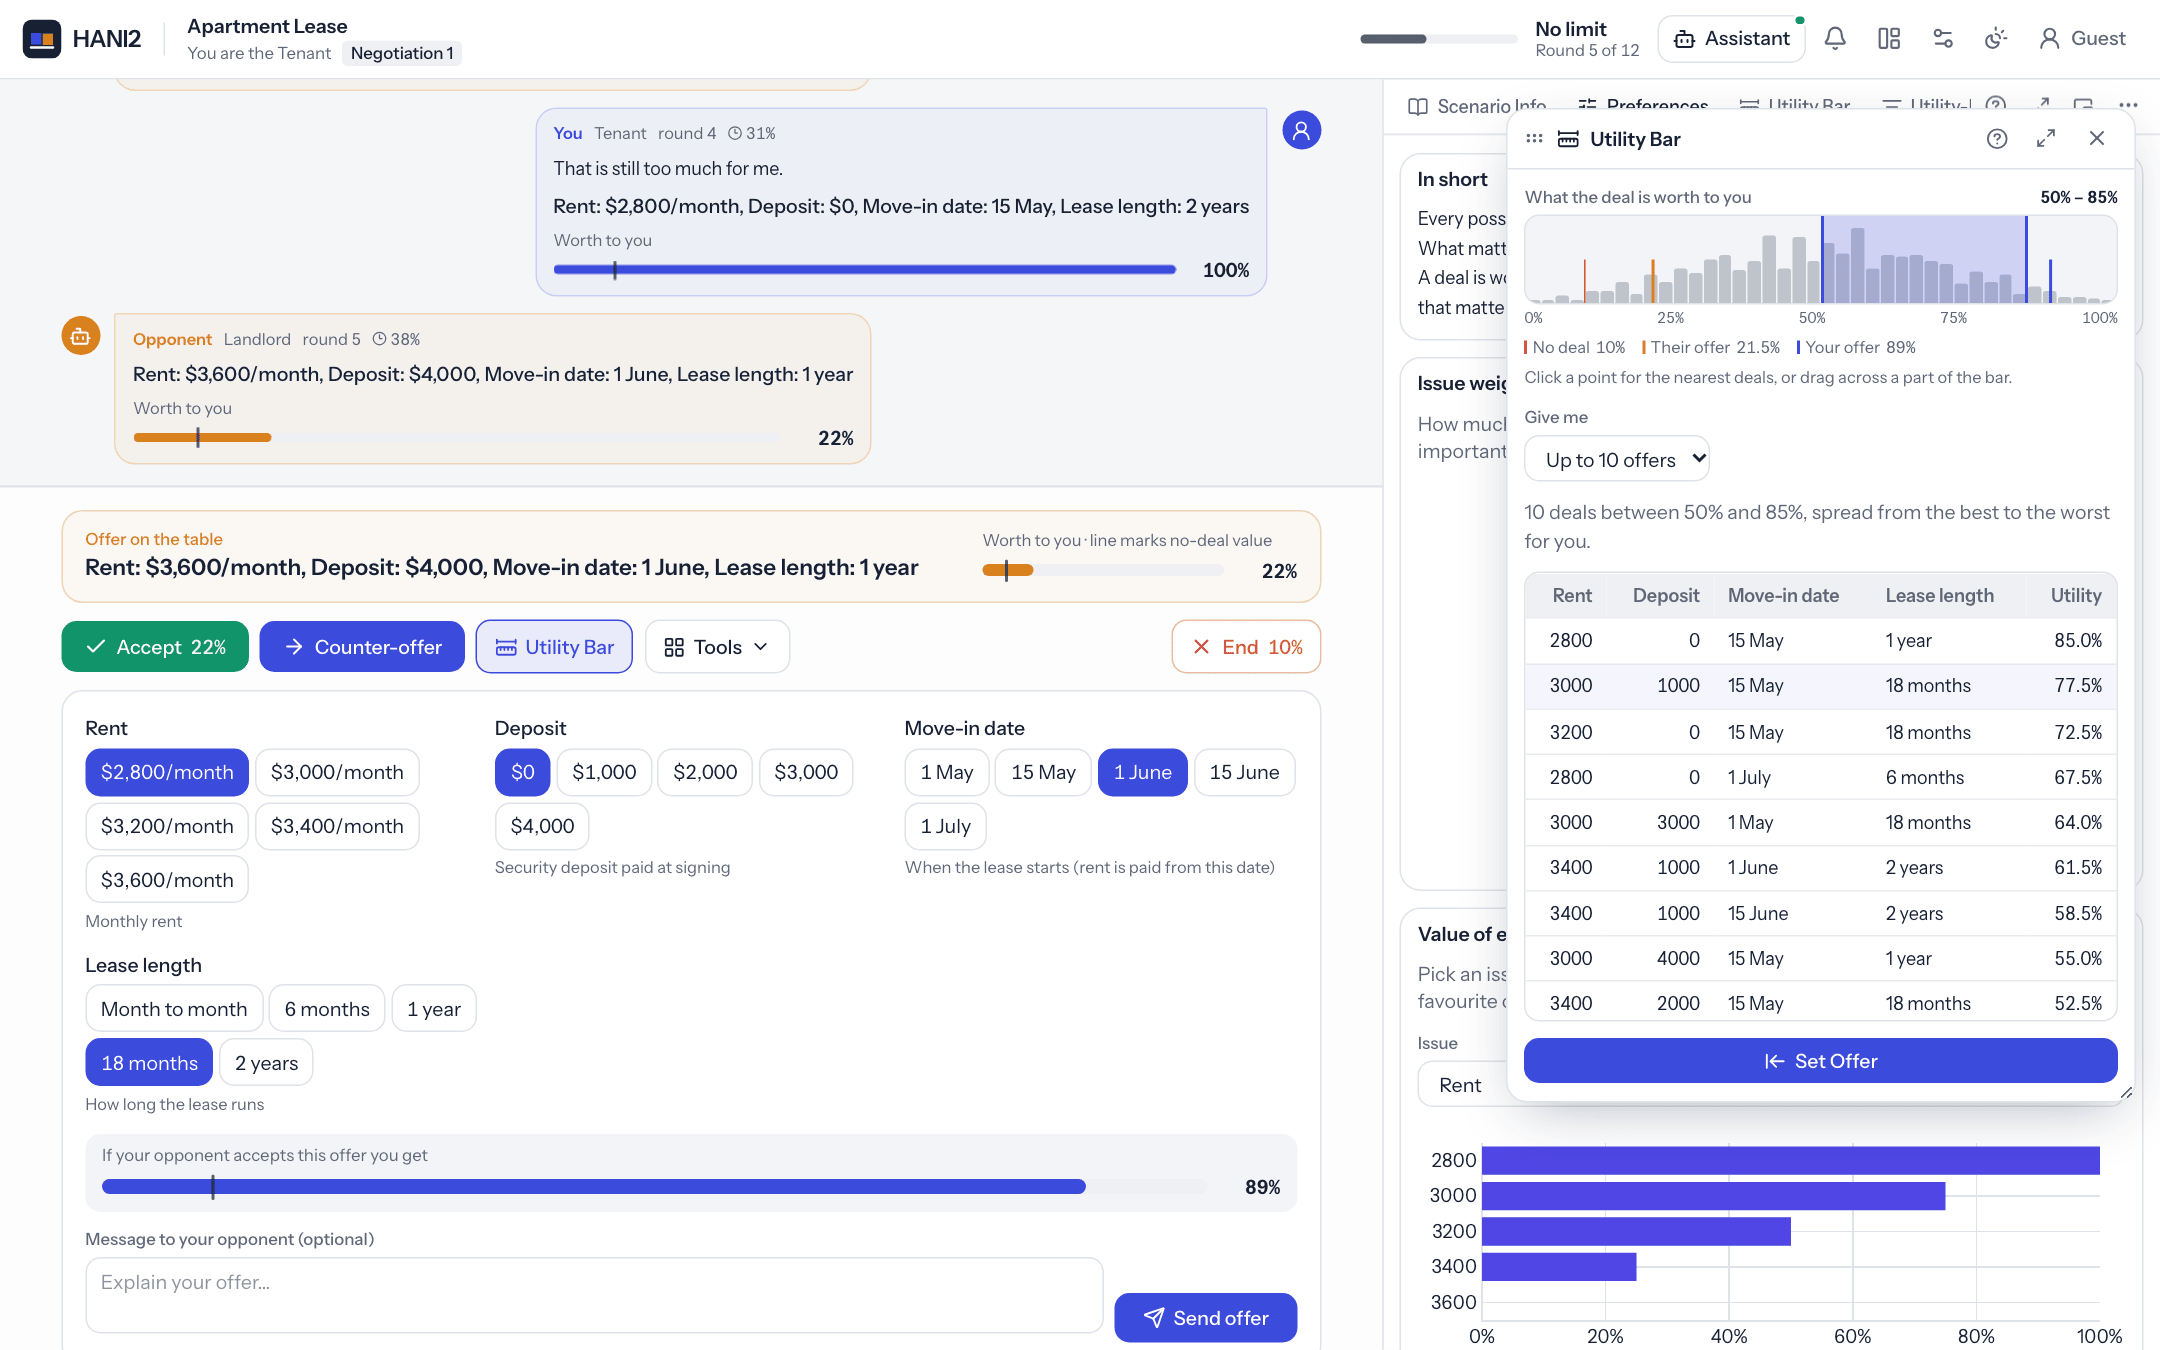 HANI2
Apartment Lease
You are the Tenant Negotiation 1
No limit
Round 5 of 12
Assistant
Guest
You Tenant round 4 31%
That is still too much for me.
Rent: $2,800/month, Deposit: $0, Move-in date: 15 May, Lease length: 2 years
Worth to you
100%
Opponent Landlord round 5 38%
Rent: $3,600/month, Deposit: $4,000, Move-in date: 1 June, Lease length: 1 year
Worth to you
22%
Offer on the table
Rent: $3,600/month, Deposit: $4,000, Move-in date: 1 June, Lease length: 1 year
Worth to you · line marks no-deal value
22%
Accept 22%
Counter-offer
Utility Bar
Tools
End 10%
Rent
$2,800/month $3,000/month
$3,200/month $3,400/month
$3,600/month
Monthly rent
Deposit
$0 $1,000 $2,000 $3,000
$4,000
Security deposit paid at signing
Move-in date
1 May 15 May 1 June 15 June
1 July
When the lease starts (rent is paid from this date)
Lease length
Month to month 6 months 1 year
18 months 2 years
How long the lease runs
If your opponent accepts this offer you get
89%
Message to your opponent (optional)
Explain your offer...
Send offer
Scenario Info Preferences Utility Bar Utility-
In short
Every poss
What matt
A deal is wo
that matte
Issue weig
How much
important
Value of e
Pick an iss
favourite
Issue
Rent
2800
3000
3200
3400
3600
0% 20% 40% 60% 80% 100%
Utility Bar
What the deal is worth to you 50% – 85%
0% 25% 50% 75% 100%
No deal 10% Their offer 21.5% Your offer 89%
Click a point for the nearest deals, or drag across a part of the bar.
Give me
Up to 10 offers
10 deals between 50% and 85%, spread from the best to the worst
for you.
Rent Deposit Move-in date Lease length Utility
2800 0 15 May 1 year 85.0%
3000 1000 15 May 18 months 77.5%
3200 0 15 May 18 months 72.5%
2800 0 1 July 6 months 67.5%
3000 3000 1 May 18 months 64.0%
3400 1000 1 June 2 years 61.5%
3400 1000 15 June 2 years 58.5%
3000 4000 15 May 1 year 55.0%
3400 2000 15 May 18 months 52.5%
Set Offer